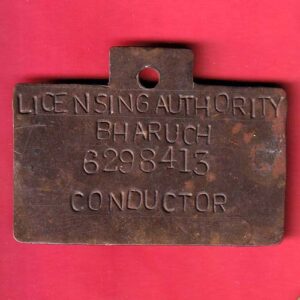 LICENSING AUTHORITY
BHARUCH
6298413
CONDUCTOR